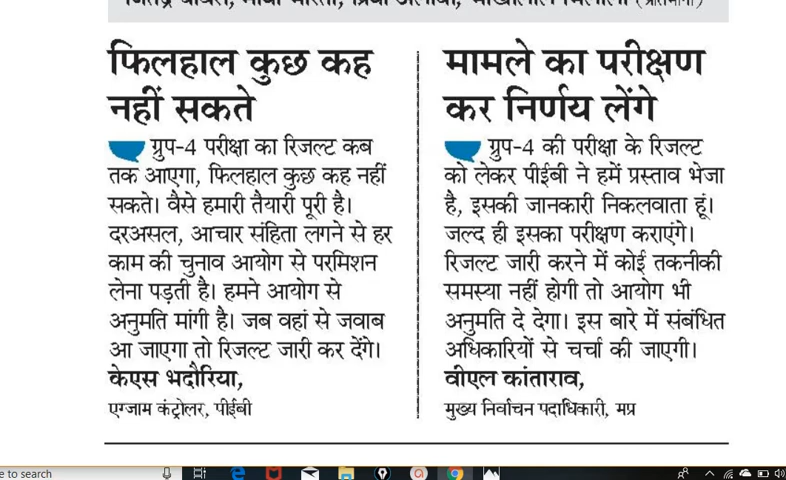 फिलहाल कुछ कह
नहीं सकते
ग्रुप-4 परीक्षा का रिजल्ट कब
तक आएगा, फिलहाल कुछ कह नहीं
सकते। वैसे हमारी तैयारी पूरी है।
दरअसल, आचार संहिता लगने से हर
काम की चुनाव आयोग से परमिशन
लेना पड़ती है। हमने आयोग से
अनुमति मांगी है। जब वहां से जवाब
आ जाएगा तो रिजल्ट जारी कर देंगे।
केएस भदौरिया,
एग्जाम कंट्रोलर, पीईबी
मामले का परीक्षण
कर निर्णय लेंगे
ग्रुप-4 की परीक्षा के रिजल्ट
को लेकर पीईबी ने हमें प्रस्ताव भेजा
है, इसकी जानकारी निकलवाता हूं।
जल्द ही इसका परीक्षण कराएंगे।
रिजल्ट जारी करने में कोई तकनीकी
समस्या नहीं होगी तो आयोग भी
अनुमति दे देगा। इस बारे में संबंधित
अधिकारियों से चर्चा की जाएगी।
वीएल कांताराव,
मुख्य निर्वाचन पदाधिकारी, मप्र
e to search